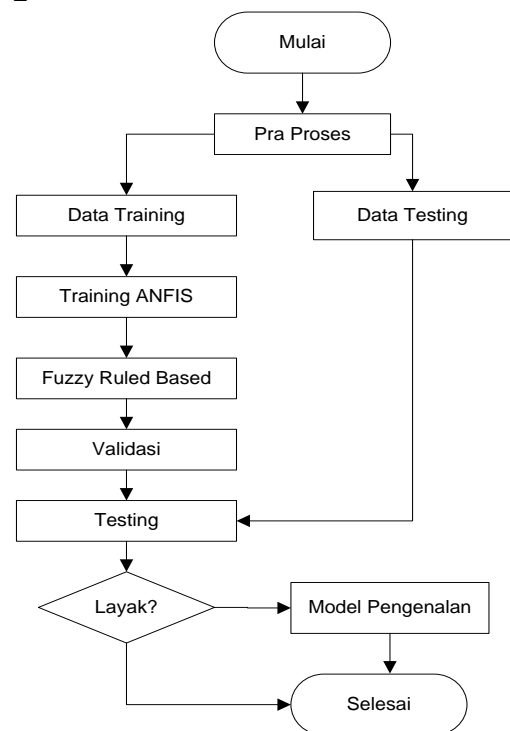 Mulai
Pra Proses
Data Training
Data Testing
Training ANFIS
Fuzzy Ruled Based
Validasi
Testing
Layak?
Model Pengenalan
Selesai